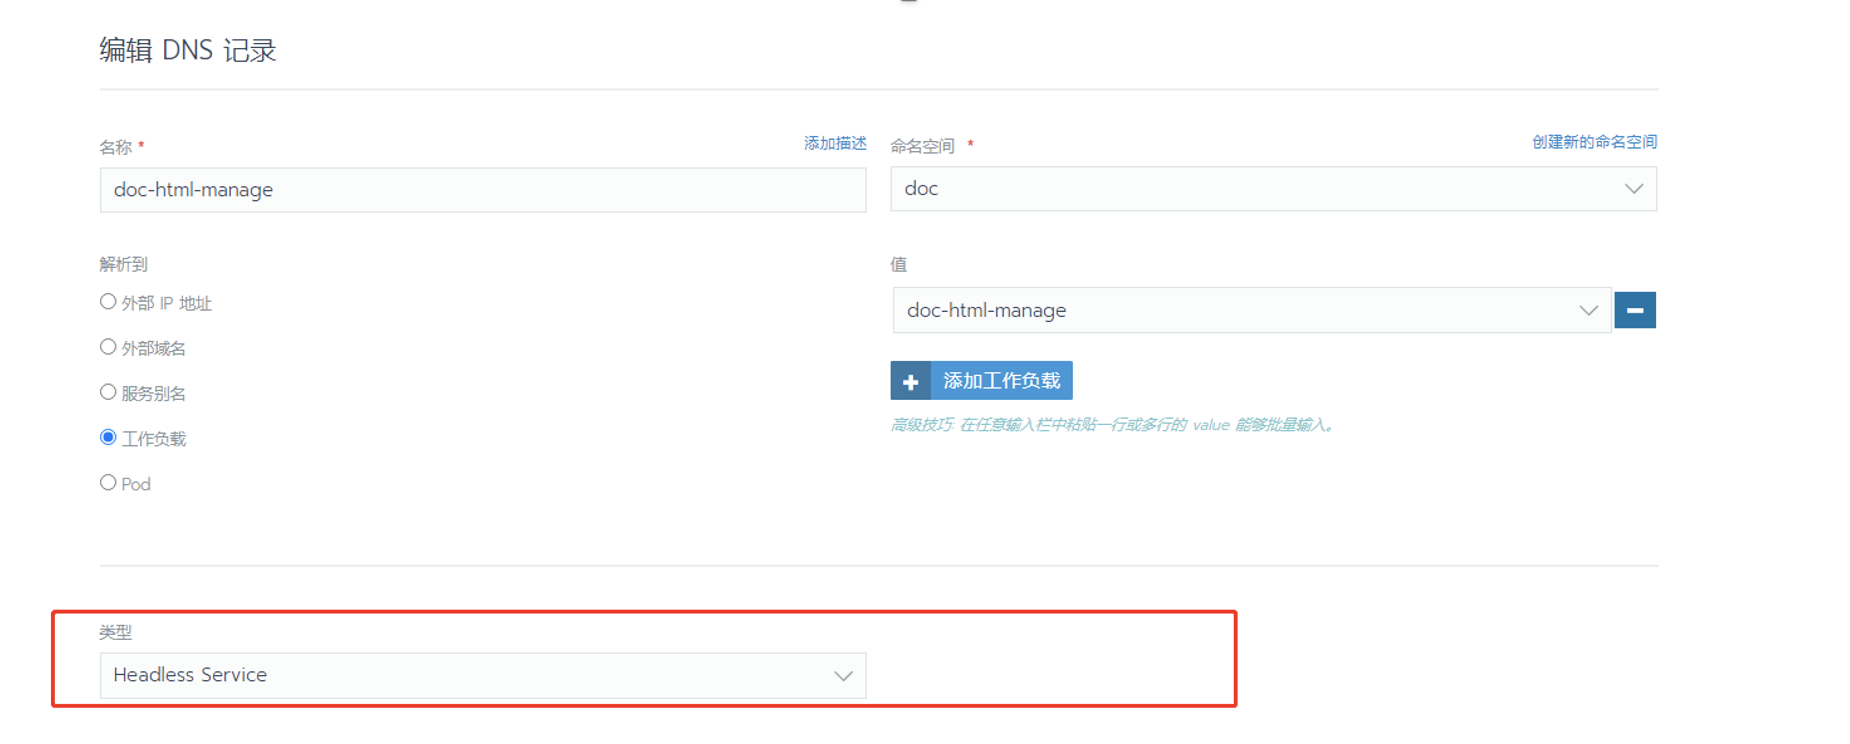 编辑 DNS 记录
名称 *
添加描述
命名空间 *
创建新的命名空间
doc-html-manage
doc
解析到
值
外部 IP 地址
doc-html-manage
外部域名
服务别名
添加工作负载
高级技巧: 在任意输入栏中粘贴一行或多行的 value 能够批量输入。
工作负载
Pod
类型
Headless Service